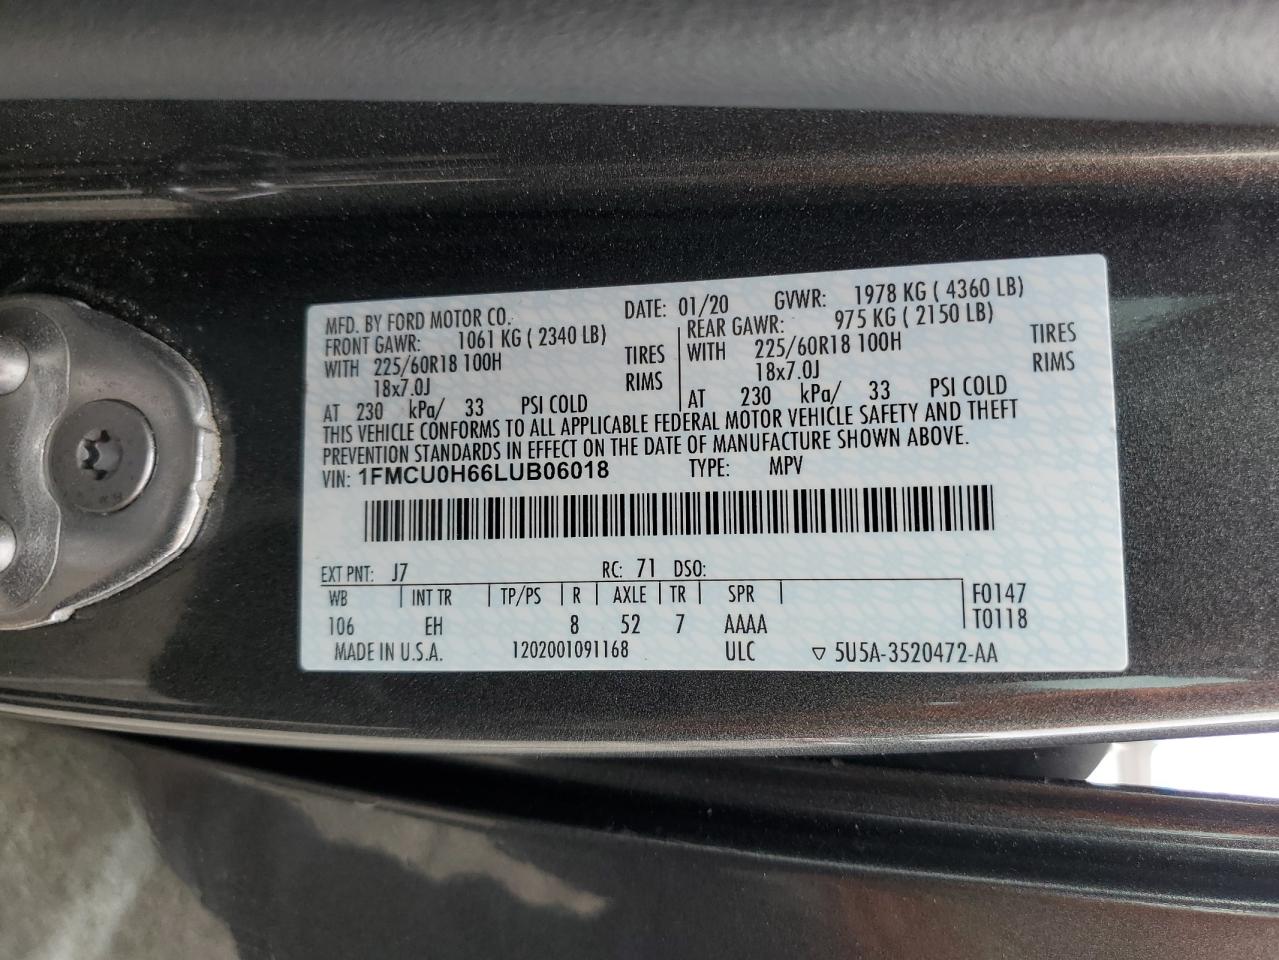 MFD. BY FORD MOTOR CO. DATE: 01/20 GVWR: 1978 KG ( 4360 LB)
FRONT GAWR: 1061 KG ( 2340 LB) REAR GAWR: 975 KG ( 2150 LB)
WITH 225/60R18 100H TIRES WITH 225/60R18 100H TIRES
18x7.0J RIMS 18x7.0J RIMS
AT 230 kPa/ 33 PSI COLD AT 230 kPa/ 33 PSI COLD
THIS VEHICLE CONFORMS TO ALL APPLICABLE FEDERAL MOTOR VEHICLE SAFETY AND THEFT
PREVENTION STANDARDS IN EFFECT ON THE DATE OF MANUFACTURE SHOWN ABOVE.
VIN: 1FMCU0H66LUB06018 TYPE: MPV
EXT PNT: J7 RC: 71 DSO:
WB INT TR TP/PS R AXLE TR SPR F0147
106 EH 8 52 7 AAAA T0118
MADE IN U.S.A. 1202001091168 ULC ▽ 5U5A-3520472-AA